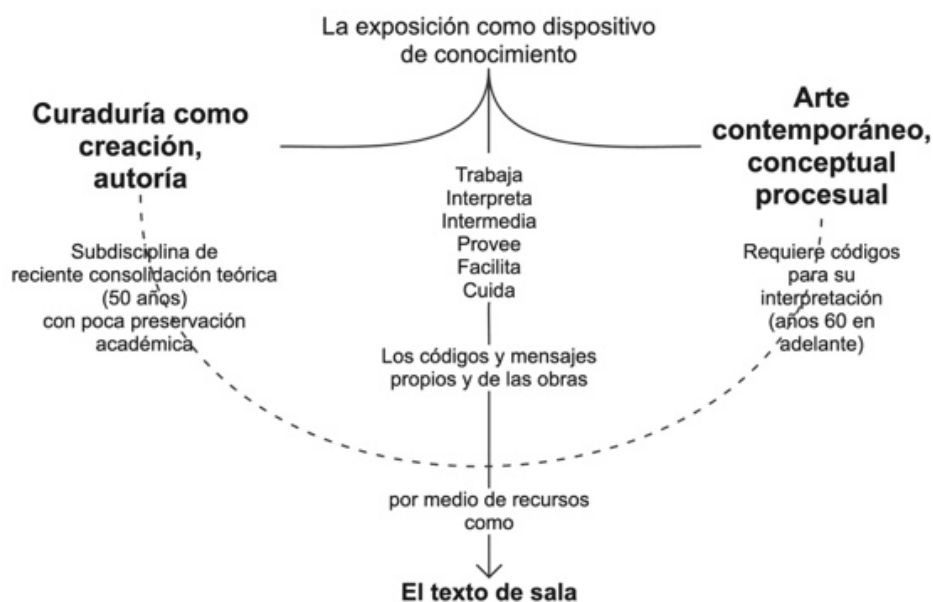 La exposición como dispositivo
de conocimiento
Curaduría como
creación,
autoría
Subdisciplina de
reciente consolidación teórica
(50 años)
con poca preservación
académica
Trabaja
Interpreta
Intermedia
Provee
Facilita
Cuida
Los códigos y mensajes
propios y de las obras
por medio de recursos
como
El texto de sala
Arte
contemporáneo,
conceptual
procesual
Requiere códigos
para su
interpretación
(años 60 en
adelante)